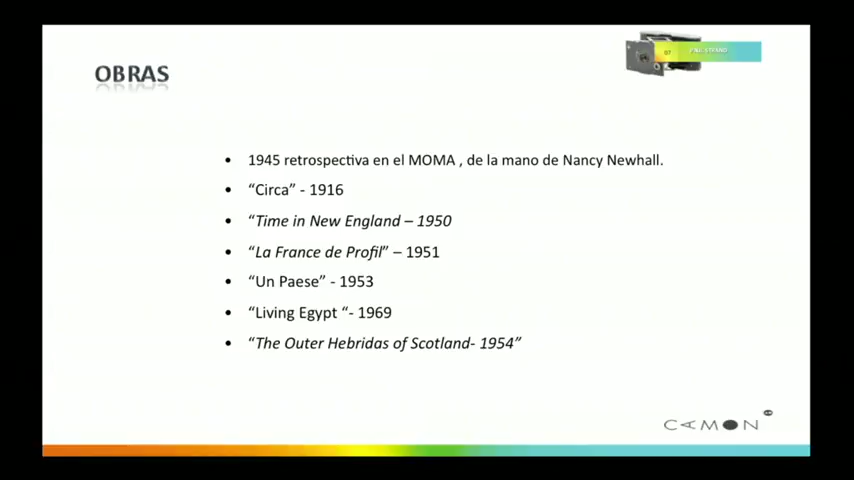 OBRAS
07 PAUL STRAND
• 1945 retrospectiva en el MOMA , de la mano de Nancy Newhall.
• “Circa” - 1916
• “Time in New England – 1950
• “La France de Profil” – 1951
• “Un Paese” - 1953
• “Living Egypt “- 1969
• “The Outer Hebridas of Scotland- 1954”
CAMON